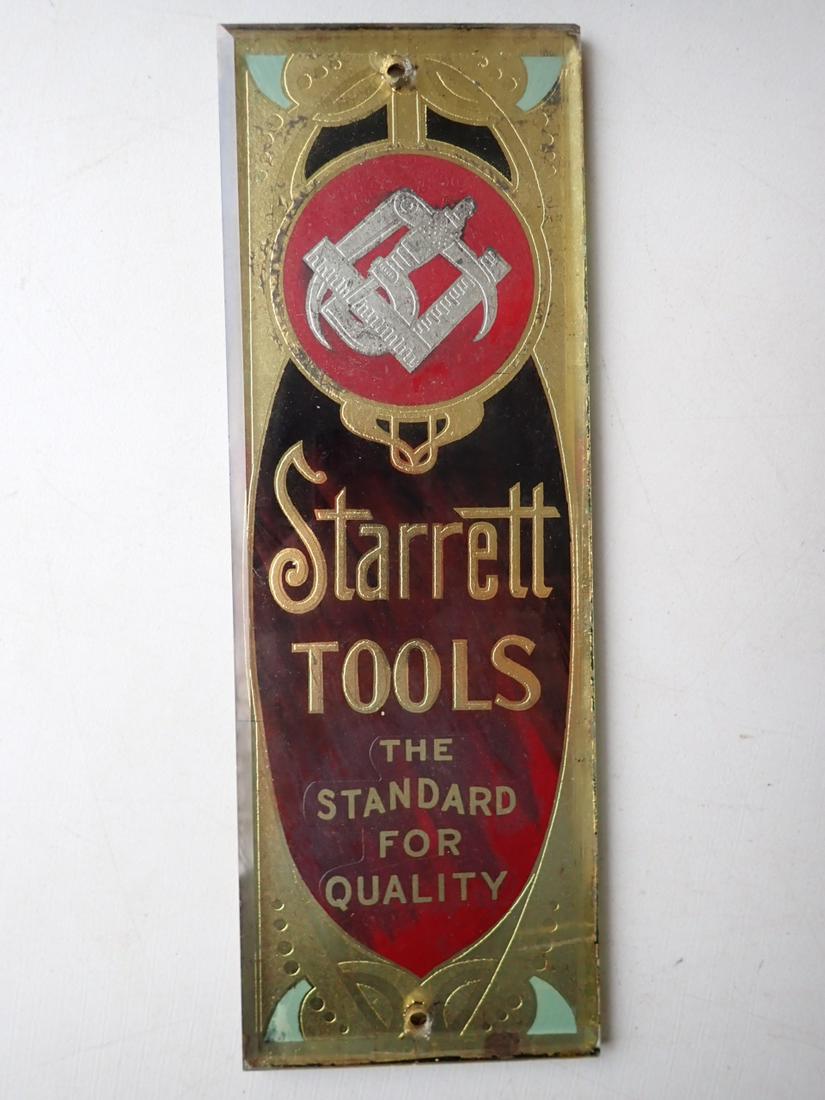 Starrett
TOOLS
THE
STANDARD
FOR
QUALITY